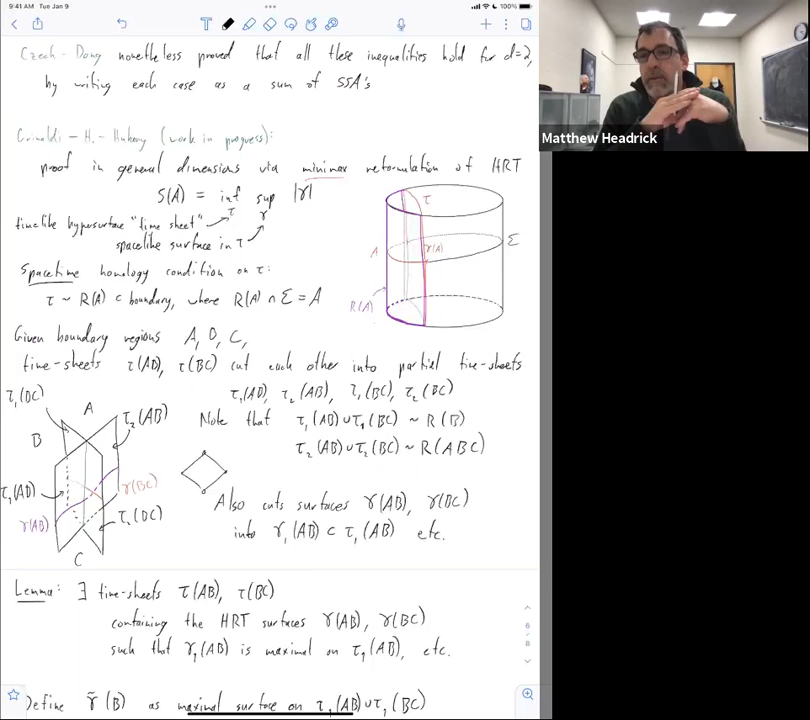 9:41 AM Tue Jan 9
100%
Czech - Dong nonetheless proved that all these inequalities hold for d=2,
by writing each case as a sum of SSA's
Grimaldi - H. - Hubeny (work in progress):
proof in general dimensions via minimax reformulation of HRT
S(A) = inf sup |γ|
τ γ
timelike hypersurface "time sheet"
spacelike surface in τ
Spacetime homology condition on τ:
τ ~ R(A) ⊂ boundary, where R(A) ∩ Σ = A
τ
Σ
A
γ(A)
R(A)
Given boundary regions A, B, C,
time-sheets τ(AB), τ(BC) cut each other into partial time-sheets
τ₁(AB), τ₂(AB), τ₁(BC), τ₂(BC)
Note that τ₁(AB) ∪ τ₁(BC) ~ R(B)
τ₂(AB) ∪ τ₂(BC) ~ R(ABC)
τ₁(BC)
A
τ₂(AB)
B
τ₁(AB)
γ(BC)
γ(AB)
τ₂(BC)
C
Also cuts surfaces γ(AB), γ(BC)
into γ₁(AB) ⊂ τ₁(AB) etc.
Lemma: ∃ time-sheets τ(AB), τ(BC)
containing the HRT surfaces γ(AB), γ(BC)
such that γ₁(AB) is maximal on τ₁(AB), etc.
Define γ̃(B) as maximal surface on τ₁(AB) ∪ τ₁(BC)
Matthew Headrick